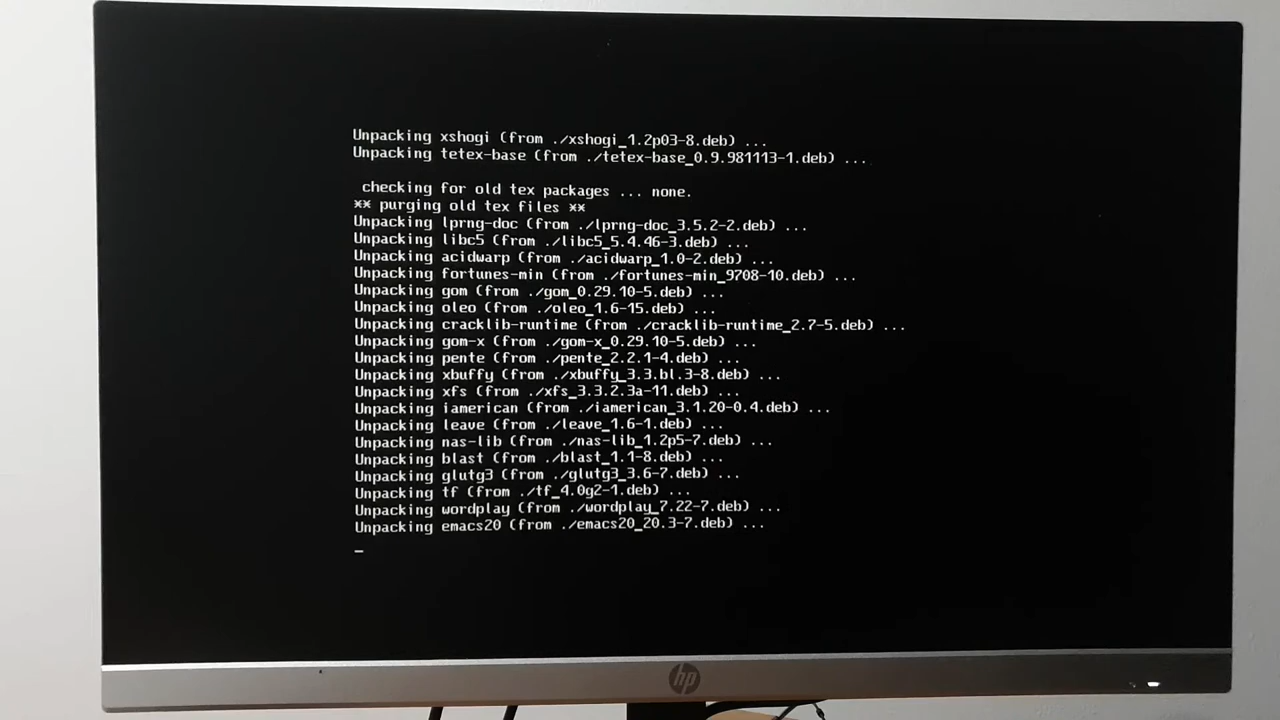 Unpacking xshogi (from ./xshogi_1.2p03-8.deb) ...
Unpacking tetex-base (from ./tetex-base_0.9.981113-1.deb) ...
checking for old tex packages ... none.
** purging old tex files **
Unpacking lprng-doc (from ./lprng-doc_3.5.2-2.deb) ...
Unpacking libc5 (from ./libc5_5.4.46-3.deb) ...
Unpacking acidwarp (from ./acidwarp_1.0-2.deb) ...
Unpacking fortunes-min (from ./fortunes-min_9708-10.deb) ...
Unpacking gom (from ./gom_0.29.10-5.deb) ...
Unpacking oleo (from ./oleo_1.6-15.deb) ...
Unpacking cracklib-runtime (from ./cracklib-runtime_2.7-5.deb) ...
Unpacking gom-x (from ./gom-x_0.29.10-5.deb) ...
Unpacking pente (from ./pente_2.2.1-4.deb) ...
Unpacking xbuffy (from ./xbuffy_3.3.bl.3-8.deb) ...
Unpacking xfs (from ./xfs_3.3.2.3a-11.deb) ...
Unpacking iamerican (from ./iamerican_3.1.20-0.4.deb) ...
Unpacking leave (from ./leave_1.6-1.deb) ...
Unpacking nas-lib (from ./nas-lib_1.2p5-7.deb) ...
Unpacking blast (from ./blast_1.1-8.deb) ...
Unpacking glutg3 (from ./glutg3_3.6-7.deb) ...
Unpacking tf (from ./tf_4.0g2-1.deb) ...
Unpacking wordplay (from ./wordplay_7.22-7.deb) ...
Unpacking emacs20 (from ./emacs20_20.3-7.deb) ...
_
hp